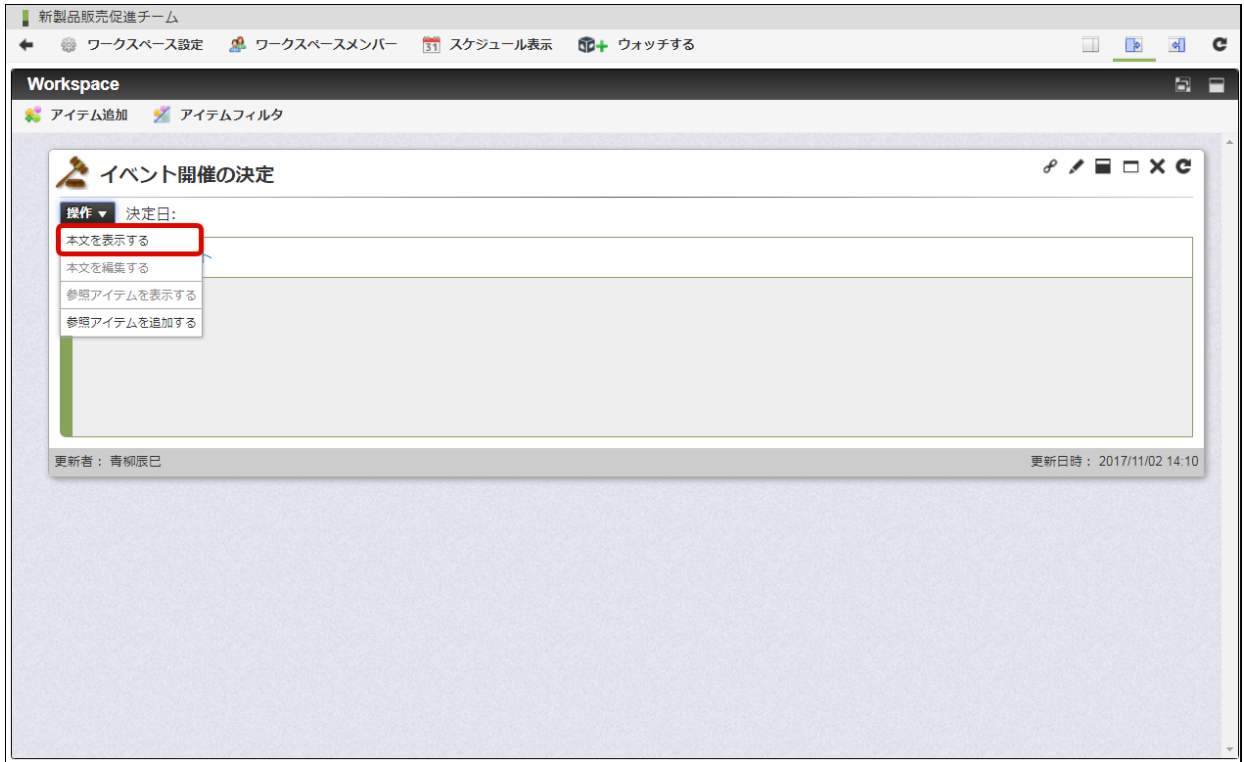 新製品販売促進チーム
ワークスペース設定 ワークスペースメンバー 31 スケジュール表示 ウォッチする
Workspace
アイテム追加 アイテムフィルタ
イベント開催の決定
操作 ▼ 決定日:
本文を表示する
本文を編集する
参照アイテムを表示する
参照アイテムを追加する
更新者： 青柳辰巳 更新日時： 2017/11/02 14:10